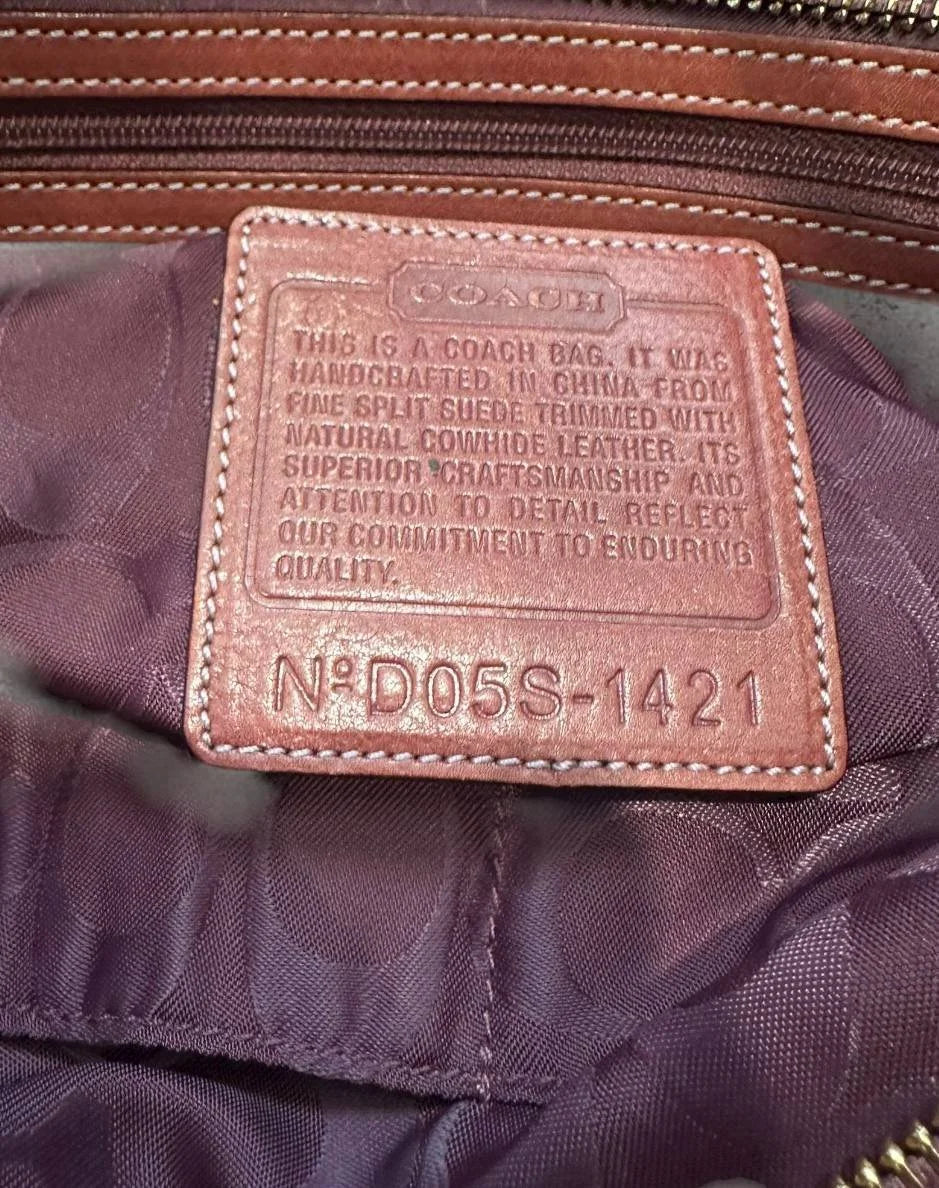 COACH
THIS IS A COACH BAG. IT WAS
HANDCRAFTED IN CHINA FROM
FINE SPLIT SUEDE TRIMMED WITH
NATURAL COWHIDE LEATHER. ITS
SUPERIOR CRAFTSMANSHIP AND
ATTENTION TO DETAIL REFLECT
OUR COMMITMENT TO ENDURING
QUALITY.
Nº D05S-1421